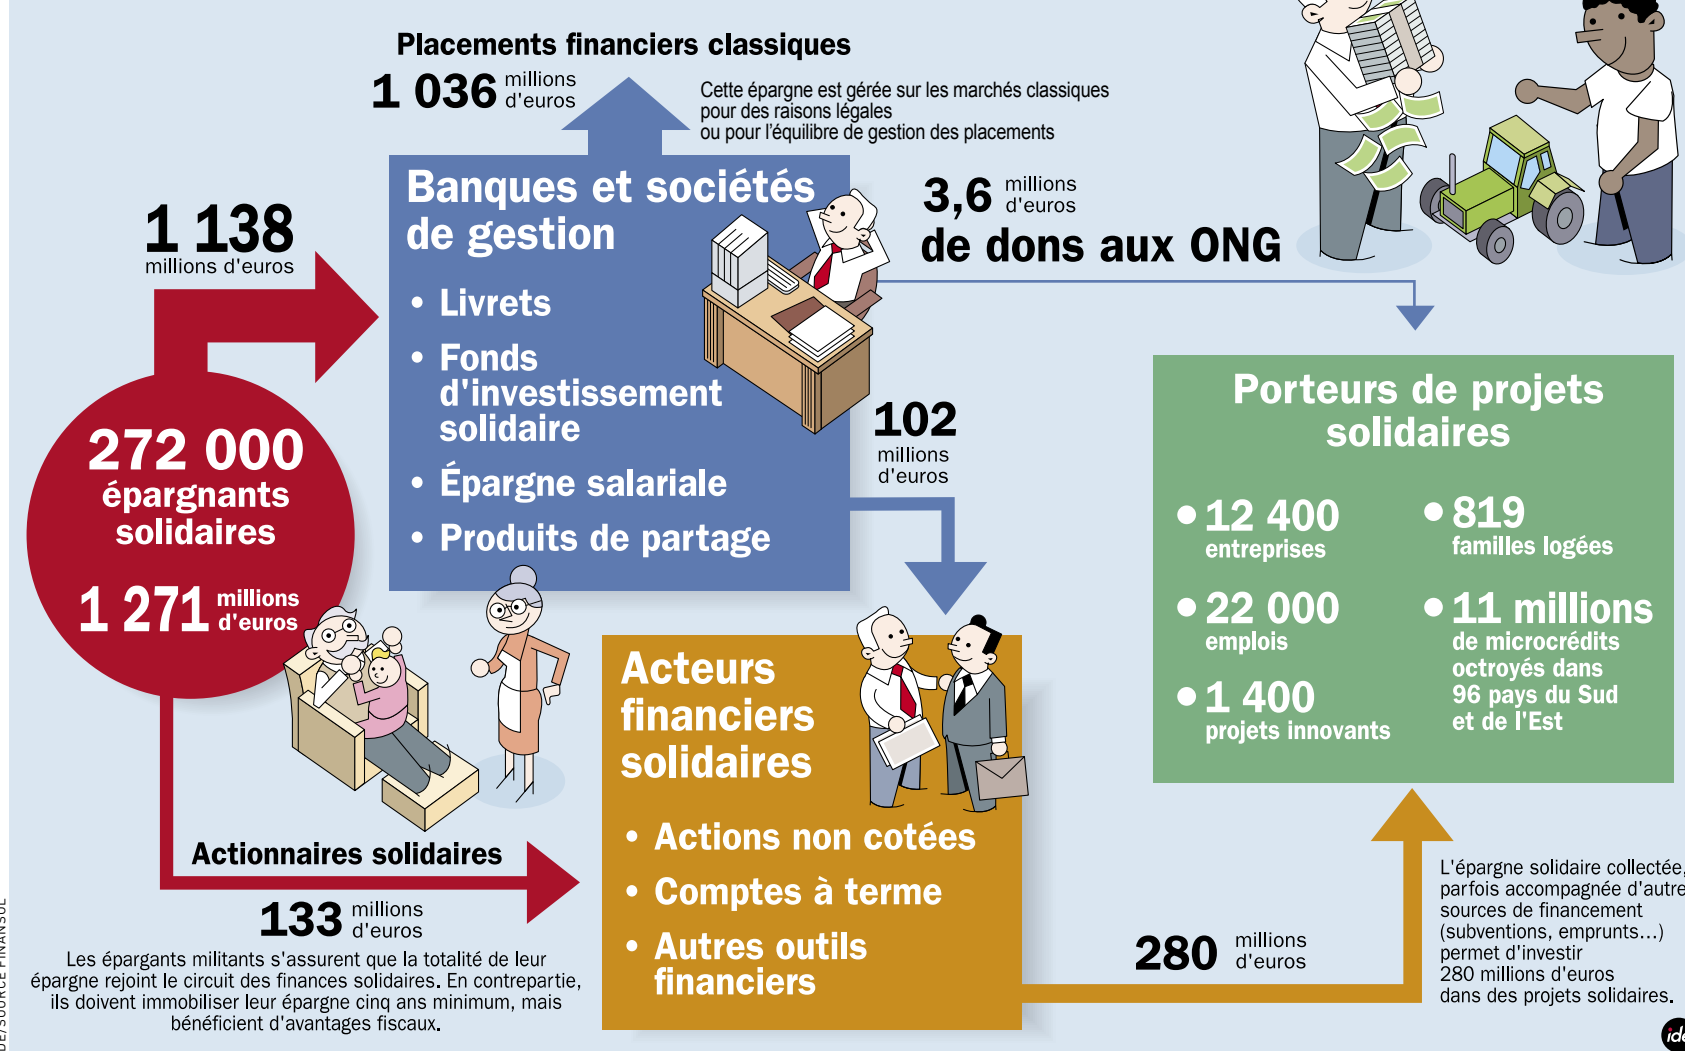 Placements financiers classiques
1 036 millions
d'euros
Cette épargne est gérée sur les marchés classiques
pour des raisons légales
ou pour l'équilibre de gestion des placements
1 138
millions d'euros
Banques et sociétés
de gestion
• Livrets
• Fonds
d'investissement
solidaire
• Épargne salariale
• Produits de partage
3,6 millions
d'euros
de dons aux ONG
102
millions
d'euros
272 000
épargnants
solidaires
1 271 millions
d'euros
Porteurs de projets
solidaires
• 12 400
entreprises
• 22 000
emplois
• 1 400
projets innovants
• 819
familles logées
• 11 millions
de microcrédits
octroyés dans
96 pays du Sud
et de l'Est
Acteurs
financiers
solidaires
• Actions non cotées
• Comptes à terme
• Autres outils
financiers
Actionnaires solidaires
133 millions
d'euros
Les épargants militants s'assurent que la totalité de leur
épargne rejoint le circuit des finances solidaires. En contrepartie,
ils doivent immobiliser leur épargne cinq ans minimum, mais
bénéficient d'avantages fiscaux.
280 millions
d'euros
L'épargne solidaire collectée,
parfois accompagnée d'autre
sources de financement
(subventions, emprunts...)
permet d'investir
280 millions d'euros
dans des projets solidaires.
DE/SOURCE FINANSOL
idé